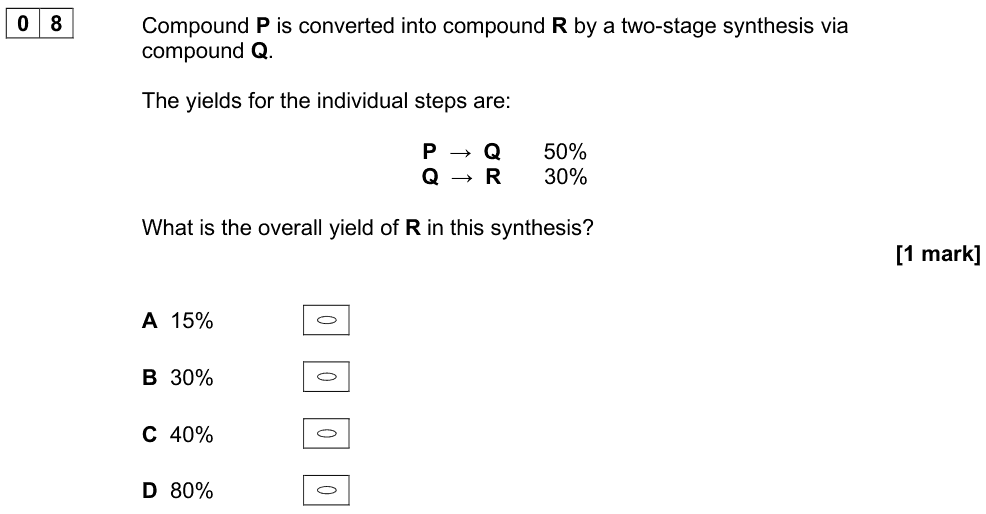 0 8
Compound P is converted into compound R by a two-stage synthesis via
compound Q.
The yields for the individual steps are:
P → Q 50%
Q → R 30%
What is the overall yield of R in this synthesis?
[1 mark]
A 15%
B 30%
C 40%
D 80%